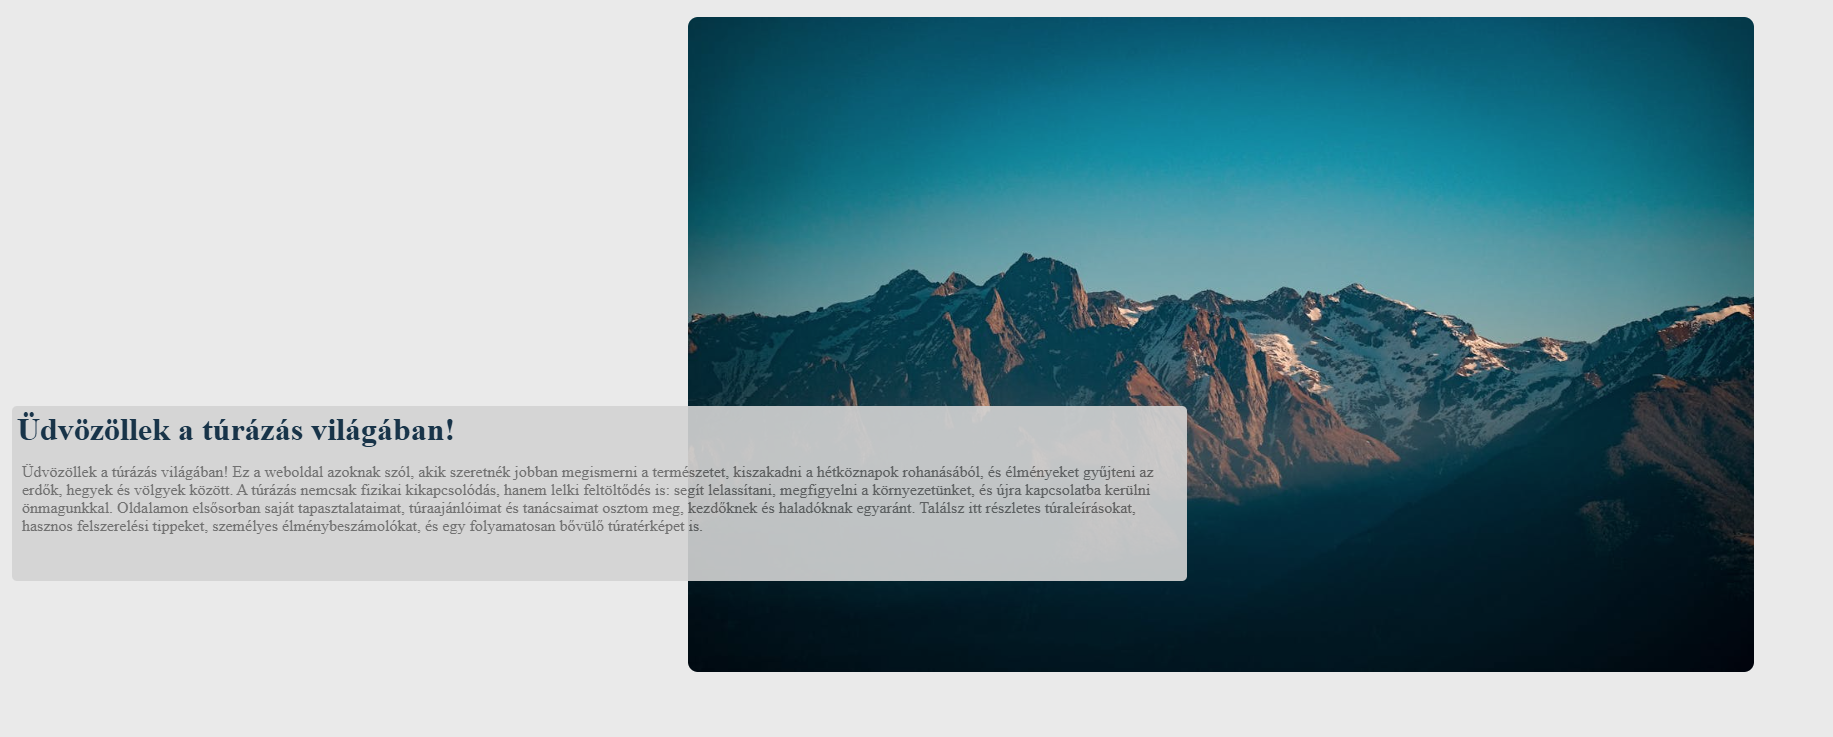 Üdvözöllek a túrázás világában!
Üdvözöllek a túrázás világában! Ez a weboldal azoknak szól, akik szeretnék jobban megismerni a természetet, kiszakadni a hétköznapok rohanásából, és élményeket gyűjteni az
erdők, hegyek és völgyek között. A túrázás nemcsak fizikai kikapcsolódás, hanem lelki feltöltődés is: segít lelassítani, megfigyelni a környezetünket, és újra kapcsolatba kerülni
önmagunkkal. Oldalamon elsősorban saját tapasztalataimat, túraajánlóimat és tanácsaimat osztom meg, kezdőknek és haladóknak egyaránt. Találsz itt részletes túraleírásokat,
hasznos felszerelési tippeket, személyes élménybeszámolókat, és egy folyamatosan bővülő túratérképet is.